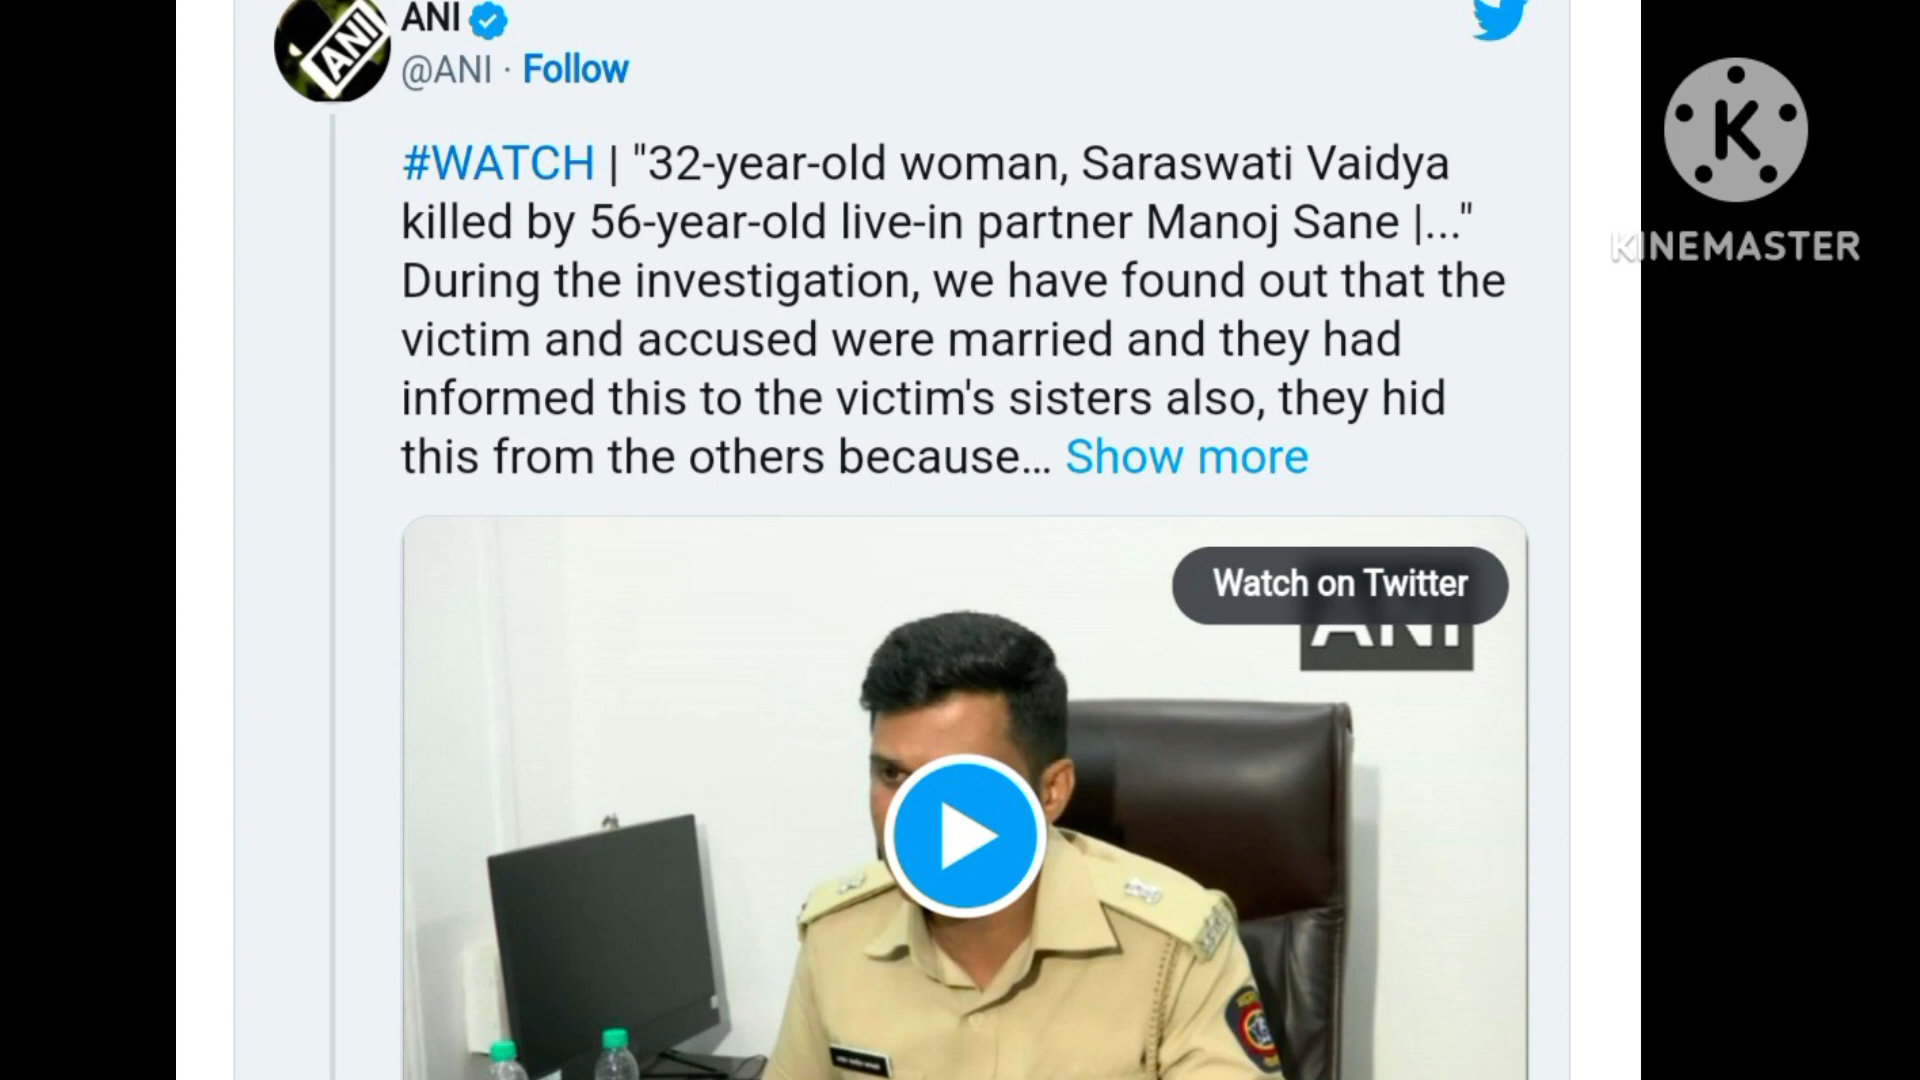 ANI
ANI
@ANI · Follow
#WATCH | "32-year-old woman, Saraswati Vaidya
killed by 56-year-old live-in partner Manoj Sane |..."
During the investigation, we have found out that the
victim and accused were married and they had
informed this to the victim's sisters also, they hid
this from the others because... Show more
Watch on Twitter
ANI
K
KINEMASTER